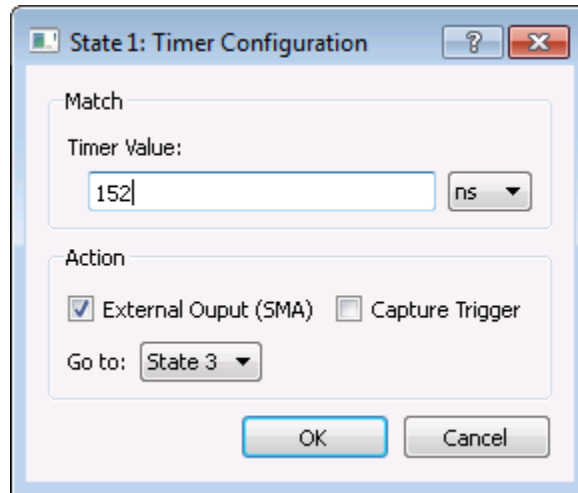 State 1: Timer Configuration
Match
Timer Value:
152 ns
Action
External Ouput (SMA) Capture Trigger
Go to: State 3
OK Cancel